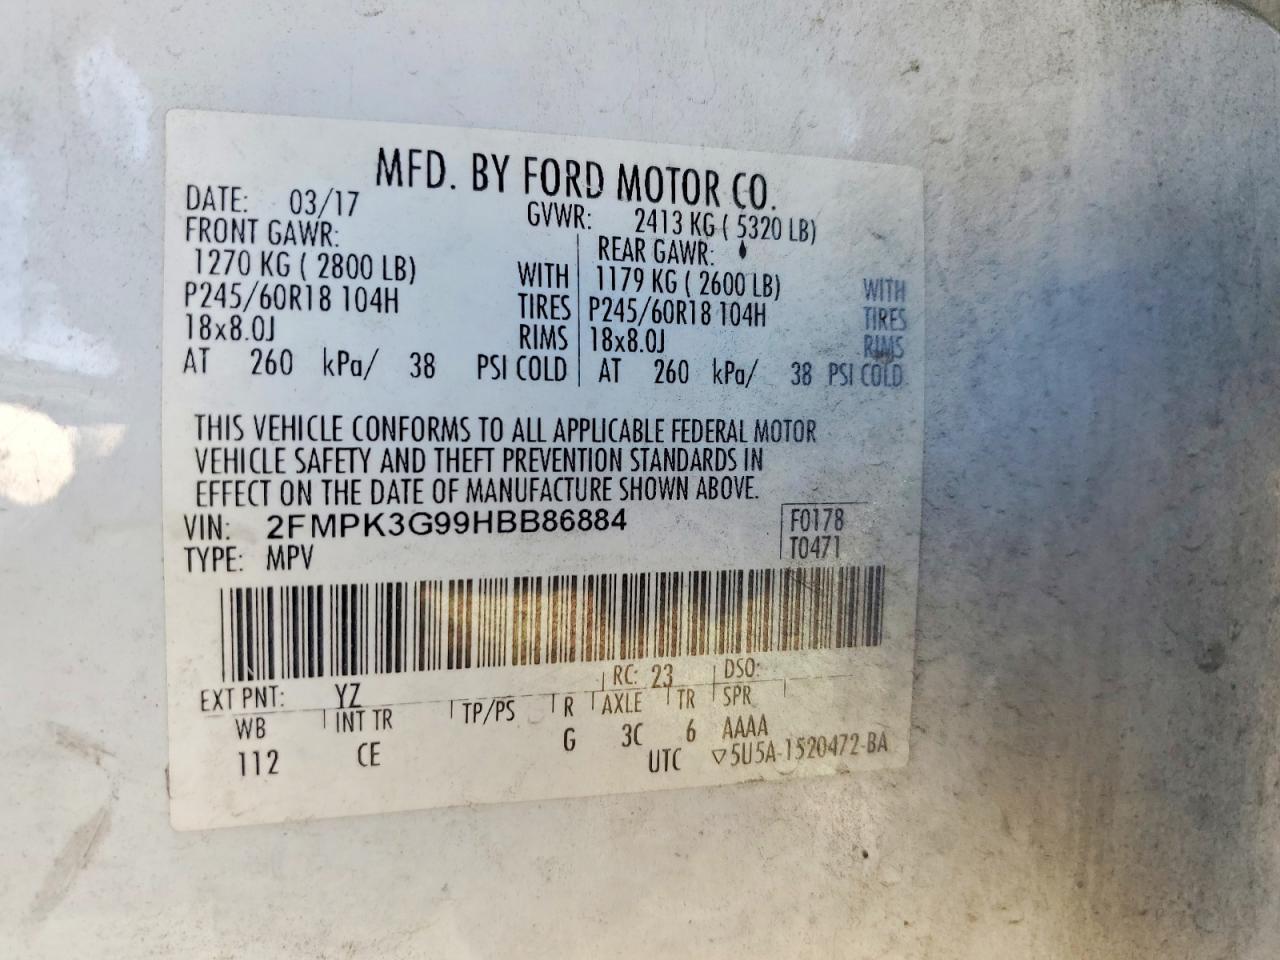 MFD. BY FORD MOTOR CO.
DATE: 03/17 GVWR: 2413 KG ( 5320 LB)
FRONT GAWR: REAR GAWR:
1270 KG ( 2800 LB) WITH 1179 KG ( 2600 LB) WITH
P245/60R18 104H TIRES P245/60R18 104H TIRES
18x8.0J RIMS 18x8.0J RIMS
AT 260 kPa/ 38 PSI COLD AT 260 kPa/ 38 PSI COLD
THIS VEHICLE CONFORMS TO ALL APPLICABLE FEDERAL MOTOR
VEHICLE SAFETY AND THEFT PREVENTION STANDARDS IN
EFFECT ON THE DATE OF MANUFACTURE SHOWN ABOVE.
VIN: 2FMPK3G99HBB86884 F0178
TYPE: MPV T0471
EXT PNT: YZ RC: 23 DSO:
WB INT TR TP/PS R AXLE TR SPR
112 CE G 3C 6 AAAA
UTC ▽5U5A-1520472-BA